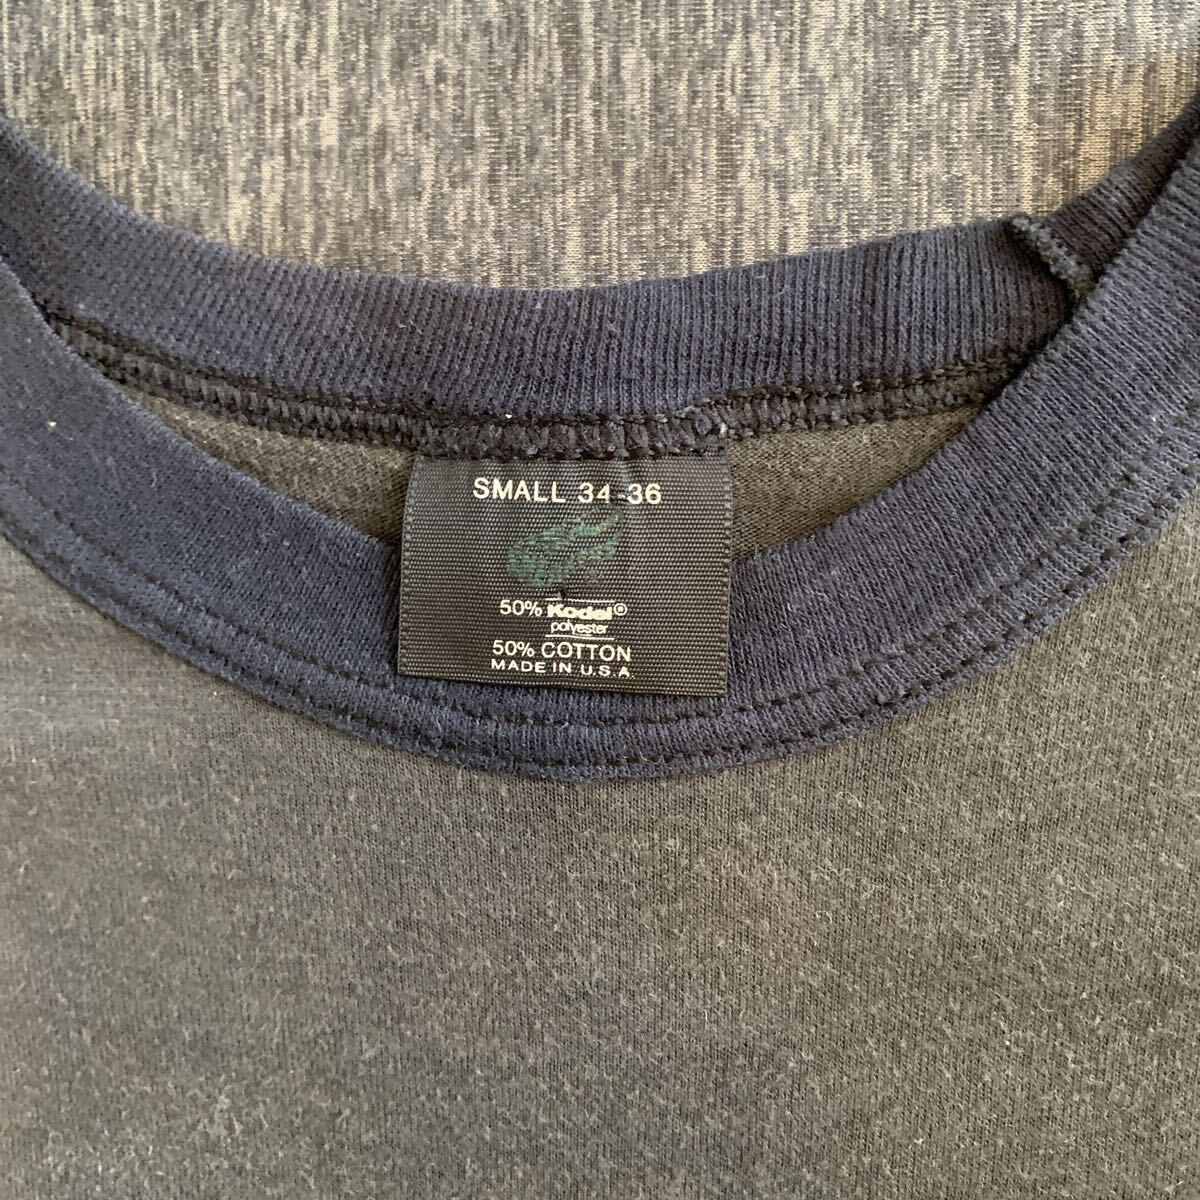 SMALL 34-36
50% Kodel®
polyester
50% COTTON
MADE IN U.S.A.